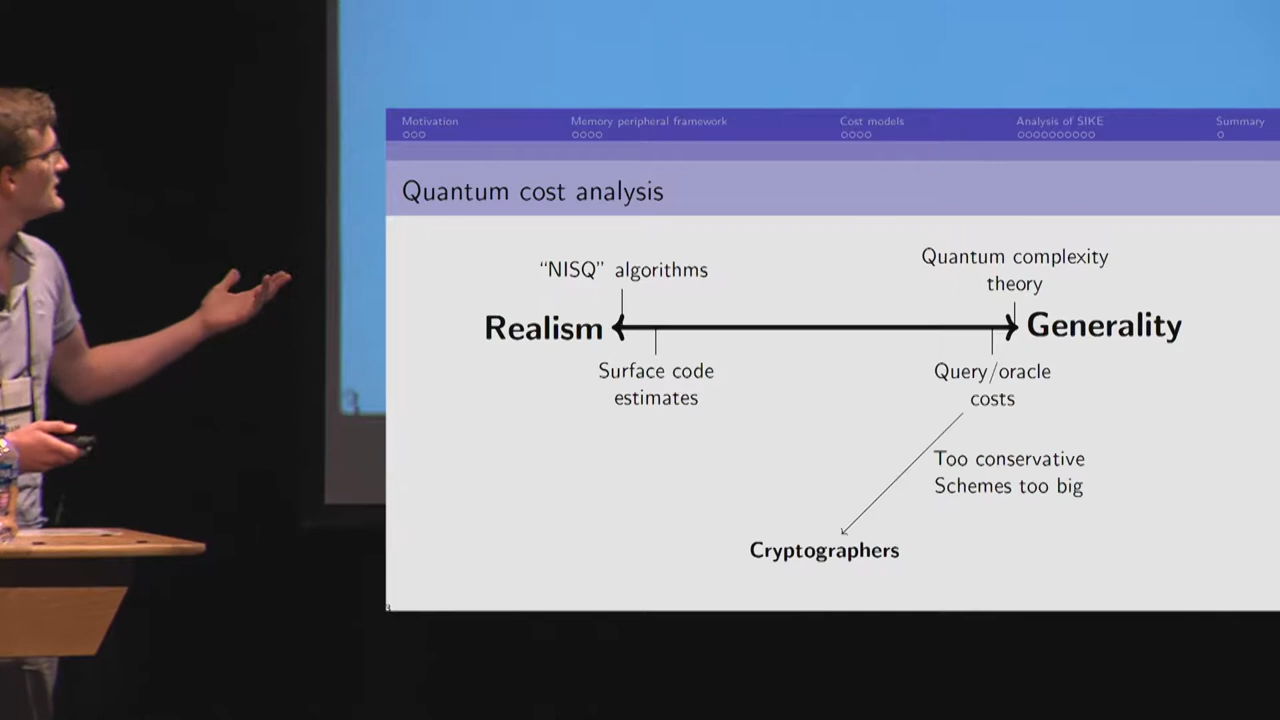 Motivation
Memory peripheral framework
Cost models
Analysis of SIKE
Summary
Quantum cost analysis
“NISQ” algorithms
Quantum complexity
theory
Realism
Generality
Surface code
estimates
Query/oracle
costs
Too conservative
Schemes too big
Cryptographers